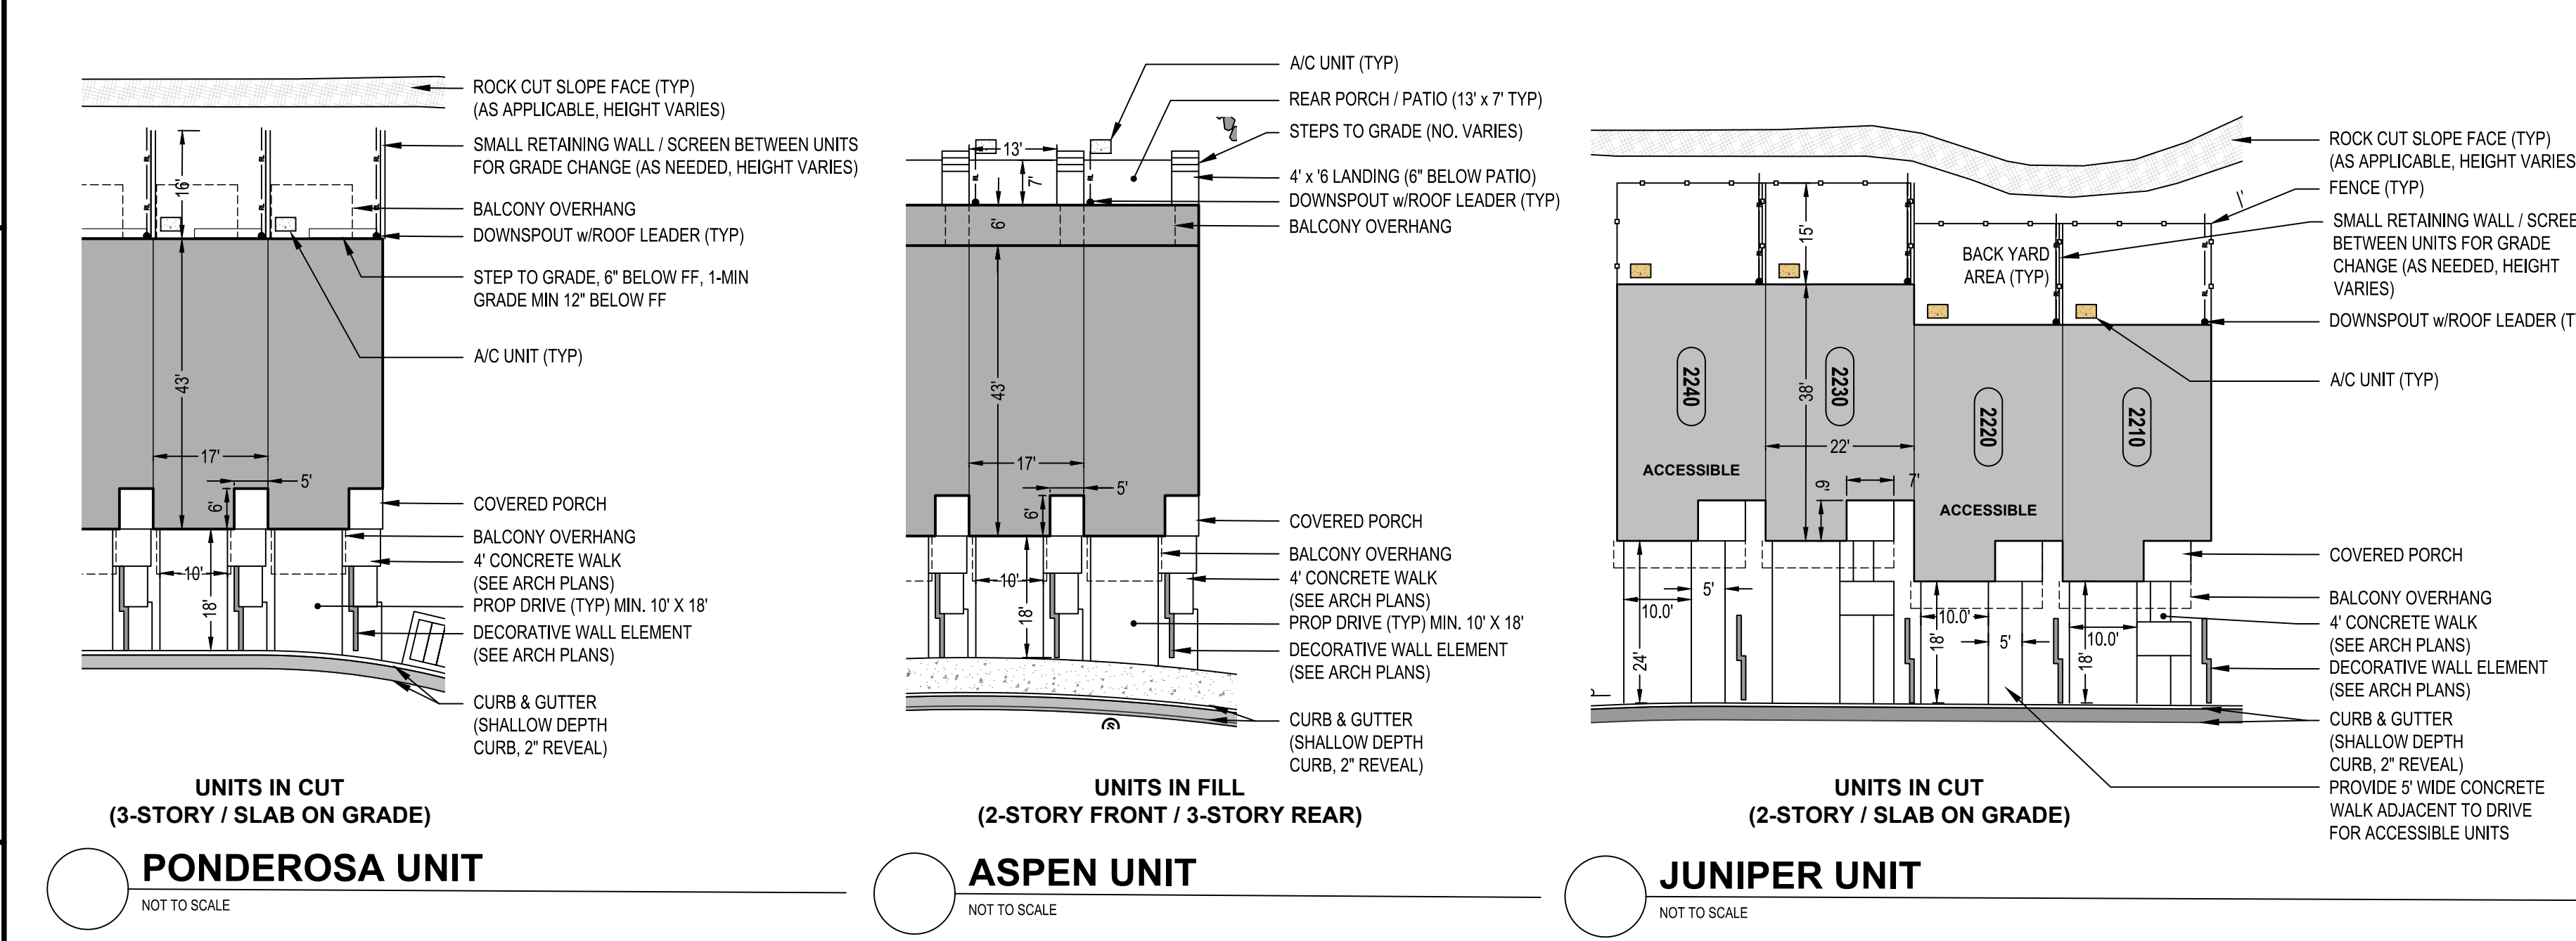 ROCK CUT SLOPE FACE (TYP)
(AS APPLICABLE, HEIGHT VARIES)
SMALL RETAINING WALL / SCREEN BETWEEN UNITS
FOR GRADE CHANGE (AS NEEDED, HEIGHT VARIES)
BALCONY OVERHANG
DOWNSPOUT w/ROOF LEADER (TYP)
STEP TO GRADE, 6" BELOW FF, 1-MIN
GRADE MIN 12" BELOW FF
A/C UNIT (TYP)
16'
43'
17'
5'
6'
COVERED PORCH
BALCONY OVERHANG
4' CONCRETE WALK
(SEE ARCH PLANS)
10'
18'
PROP DRIVE (TYP) MIN. 10' X 18'
DECORATIVE WALL ELEMENT
(SEE ARCH PLANS)
CURB & GUTTER
(SHALLOW DEPTH
CURB, 2" REVEAL)
UNITS IN CUT
(3-STORY / SLAB ON GRADE)
PONDEROSA UNIT
NOT TO SCALE
A/C UNIT (TYP)
REAR PORCH / PATIO (13' x 7' TYP)
STEPS TO GRADE (NO. VARIES)
13'
7'
4' x '6 LANDING (6" BELOW PATIO)
DOWNSPOUT w/ROOF LEADER (TYP)
BALCONY OVERHANG
6'
43'
17'
5'
6'
COVERED PORCH
BALCONY OVERHANG
4' CONCRETE WALK
(SEE ARCH PLANS)
10'
18'
PROP DRIVE (TYP) MIN. 10' X 18'
DECORATIVE WALL ELEMENT
(SEE ARCH PLANS)
CURB & GUTTER
(SHALLOW DEPTH
CURB, 2" REVEAL)
S
UNITS IN FILL
(2-STORY FRONT / 3-STORY REAR)
ASPEN UNIT
NOT TO SCALE
ROCK CUT SLOPE FACE (TYP)
(AS APPLICABLE, HEIGHT VARIES
FENCE (TYP)
SMALL RETAINING WALL / SCREE
BETWEEN UNITS FOR GRADE
CHANGE (AS NEEDED, HEIGHT
VARIES)
DOWNSPOUT w/ROOF LEADER (T
A/C UNIT (TYP)
15'
BACK YARD
AREA (TYP)
2240
2230
2220
2210
38'
22'
7'
6'
ACCESSIBLE
ACCESSIBLE
COVERED PORCH
BALCONY OVERHANG
4' CONCRETE WALK
(SEE ARCH PLANS)
5'
10.0'
24'
10.0'
18'
5'
10.0'
18'
DECORATIVE WALL ELEMENT
(SEE ARCH PLANS)
CURB & GUTTER
(SHALLOW DEPTH
CURB, 2" REVEAL)
PROVIDE 5' WIDE CONCRETE
WALK ADJACENT TO DRIVE
FOR ACCESSIBLE UNITS
UNITS IN CUT
(2-STORY / SLAB ON GRADE)
JUNIPER UNIT
NOT TO SCALE